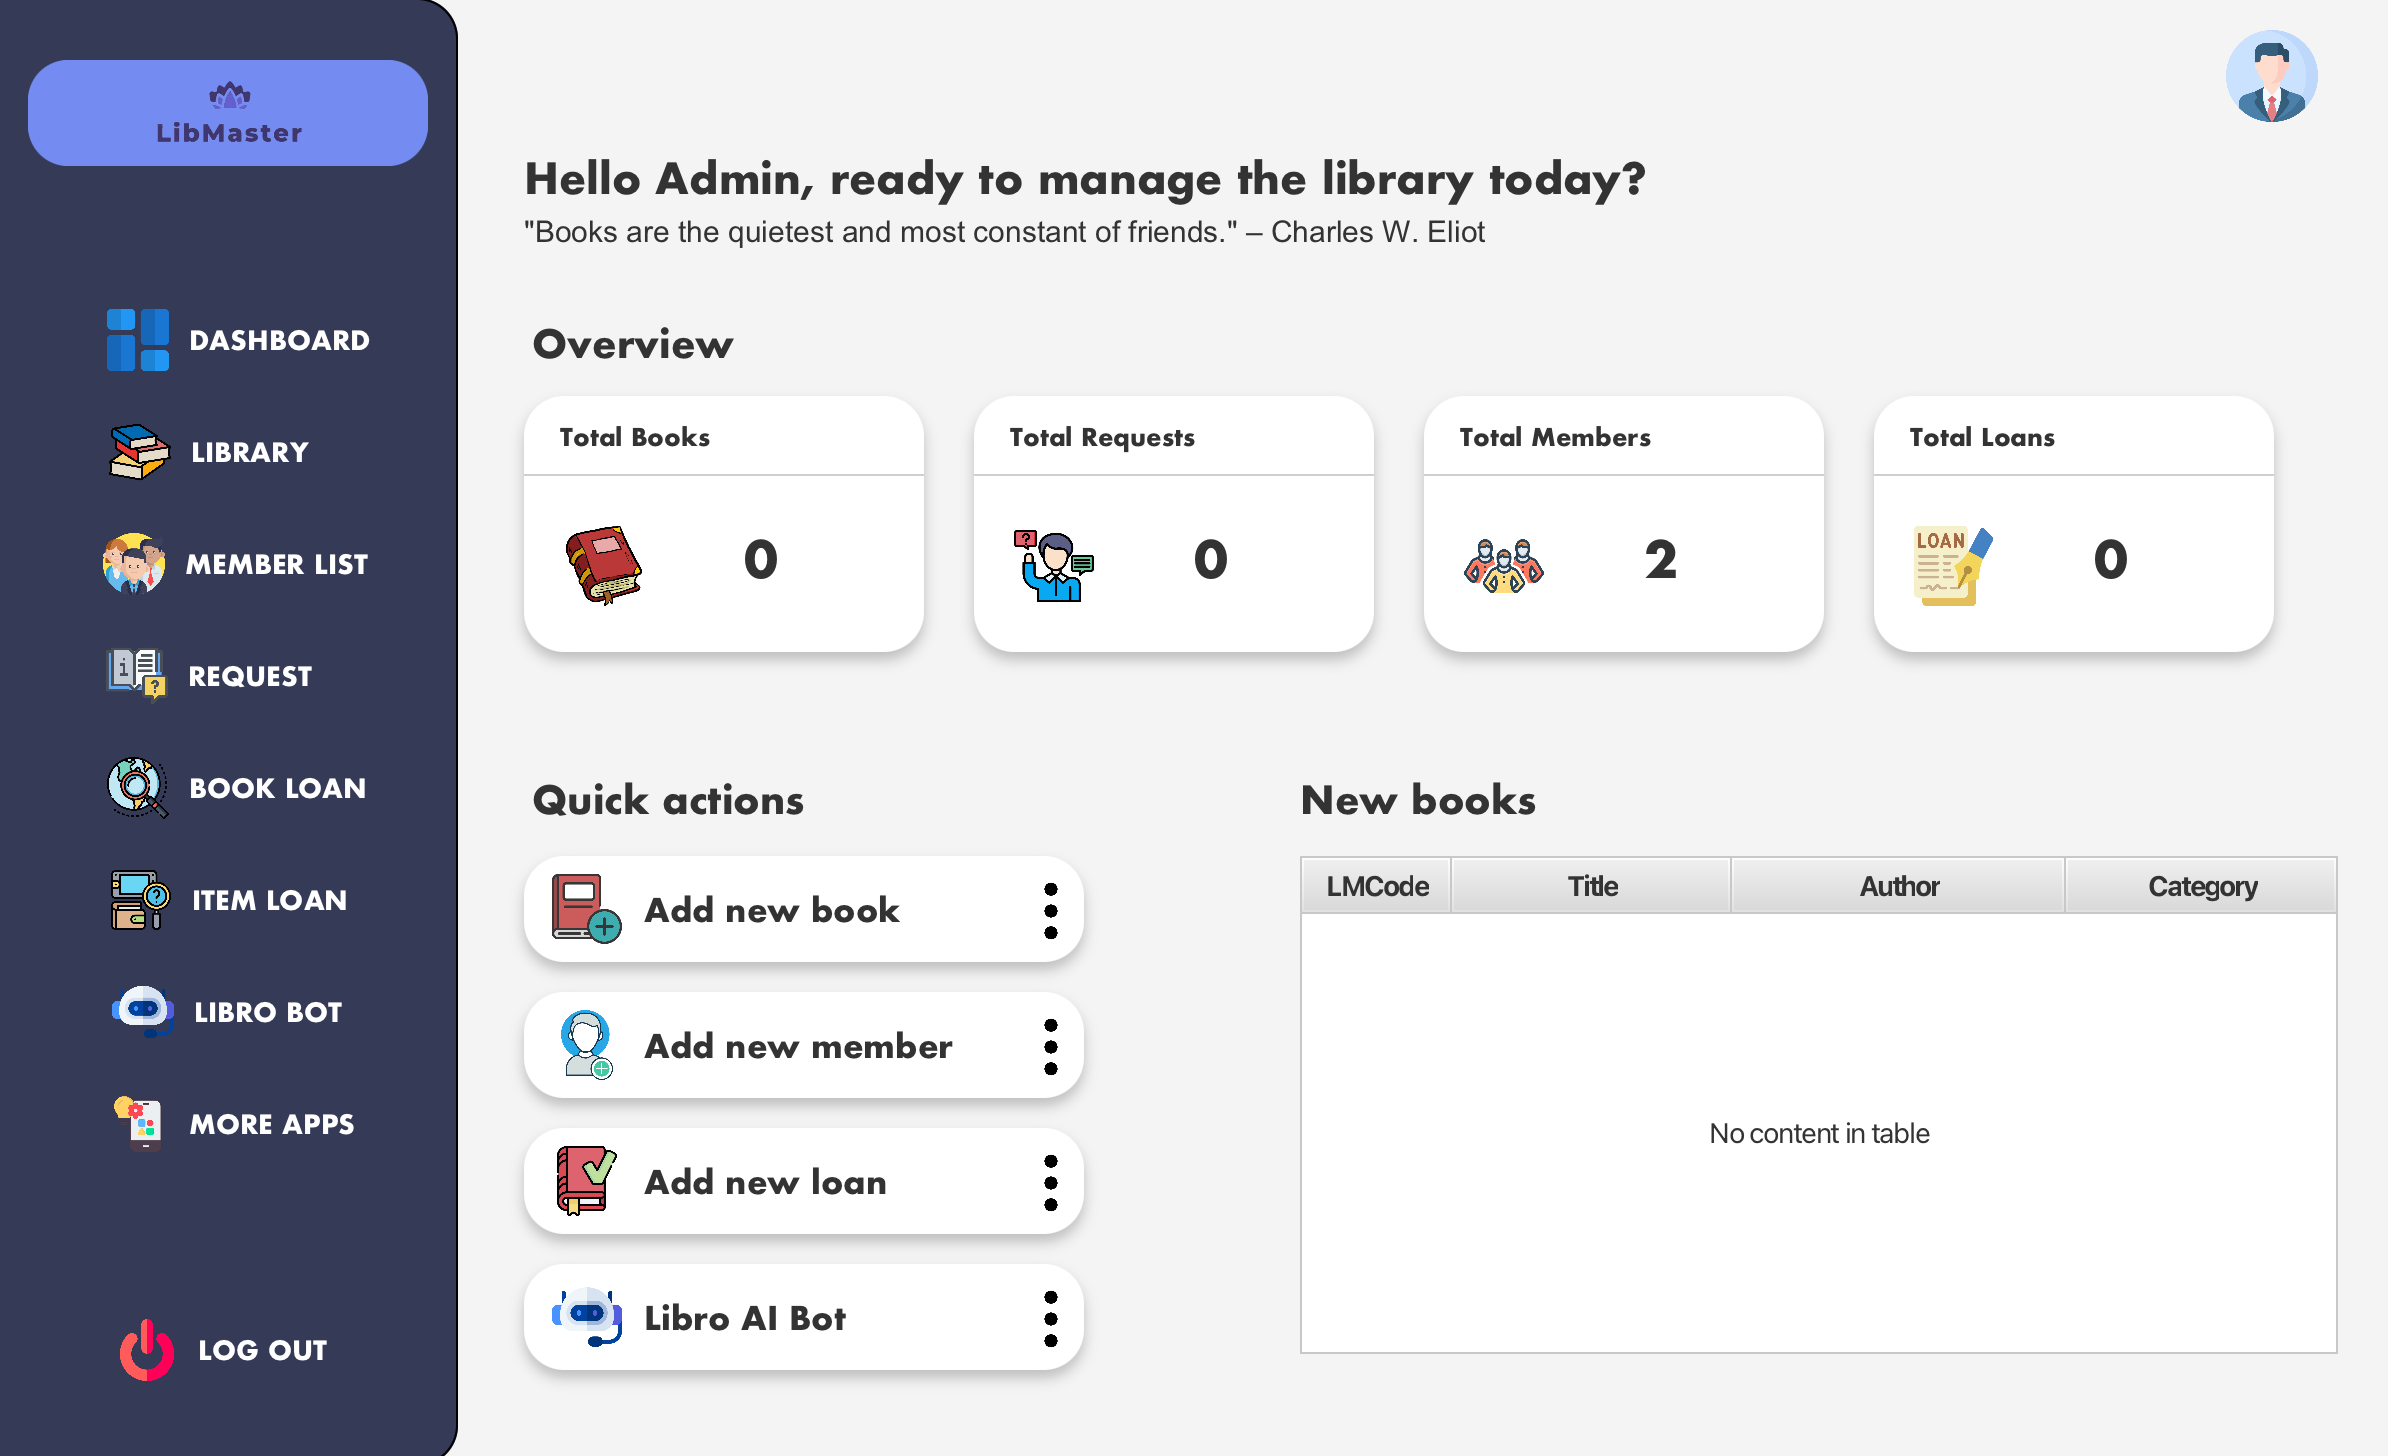 LibMaster
DASHBOARD
LIBRARY
MEMBER LIST
REQUEST
BOOK LOAN
ITEM LOAN
LIBRO BOT
MORE APPS
LOG OUT
Hello Admin, ready to manage the library today?
"Books are the quietest and most constant of friends." – Charles W. Eliot
Overview
Total Books
0
Total Requests
0
Total Members
2
Total Loans
LOAN
0
Quick actions
Add new book
Add new member
Add new loan
Libro AI Bot
New books
LMCode Title Author Category
No content in table